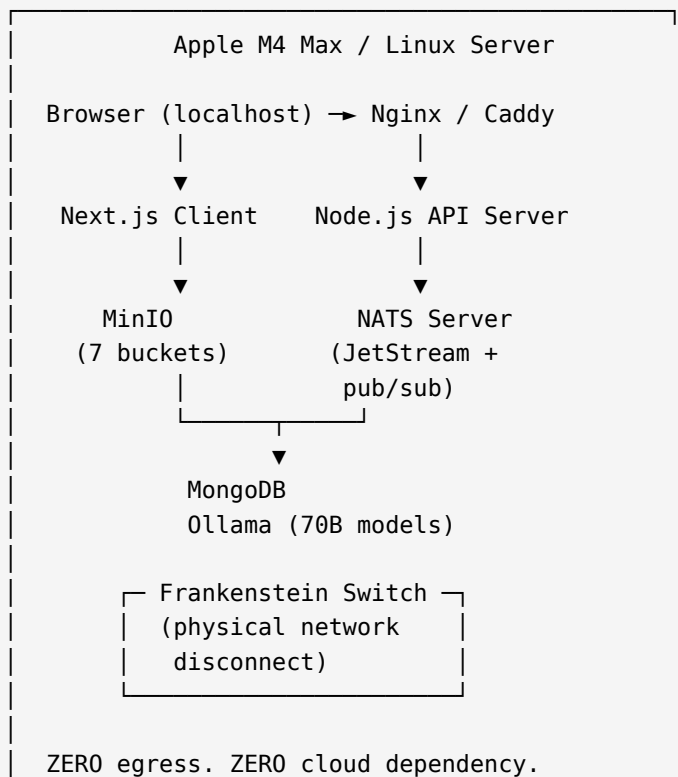 Apple M4 Max / Linux Server
Browser (localhost) ─► Nginx / Caddy
Next.js Client Node.js API Server
MinIO NATS Server
(7 buckets) (JetStream +
pub/sub)
MongoDB
Ollama (70B models)
Frankenstein Switch
(physical network
disconnect)
ZERO egress. ZERO cloud dependency.